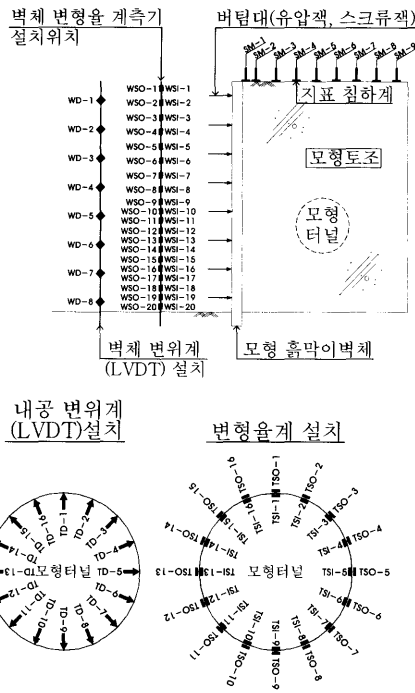 벽체 변형율 계측기
설치위치
버팀대(유압잭, 스크류잭)
SM-1
SM-2
SM-3
SM-4
SM-5
SM-6
SM-7
SM-8
SM-9
지표 침하계
모형토조
모형
터널
WD-1
WD-2
WD-3
WD-4
WD-5
WD-6
WD-7
WD-8
WSO-1 WSI-1
WSO-2 WSI-2
WSO-3 WSI-3
WSO-4 WSI-4
WSO-5 WSI-5
WSO-6 WSI-6
WSO-7 WSI-7
WSO-8 WSI-8
WSO-9 WSI-9
WSO-10 WSI-10
WSO-11 WSI-11
WSO-12 WSI-12
WSO-13 WSI-13
WSO-14 WSI-14
WSO-15 WSI-15
WSO-16 WSI-16
WSO-17 WSI-17
WSO-18 WSI-18
WSO-19 WSI-19
WSO-20 WSI-20
벽체 변위계
(LVDT) 설치
모형 흙막이벽체
내공 변위계
(LVDT)설치
TD-1
TD-2
TD-3
TD-4
TD-5
TD-6
TD-7
TD-8
TD-9
TD-10
TD-11
TD-12
TD-13
TD-14
TD-15
TD-16
모형터널
변형율계 설치
TSO-1
TSO-2
TSO-3
TSO-4
TSO-5
TSO-6
TSO-7
TSO-8
TSO-9
TSO-10
TSO-11
TSO-12
TSO-13
TSO-14
TSO-15
TSO-16
TSI-1
TSI-2
TSI-3
TSI-4
TSI-5
TSI-6
TSI-7
TSI-8
TSI-9
TSI-10
TSI-11
TSI-12
TSI-13
TSI-14
TSI-15
TSI-16
모형터널